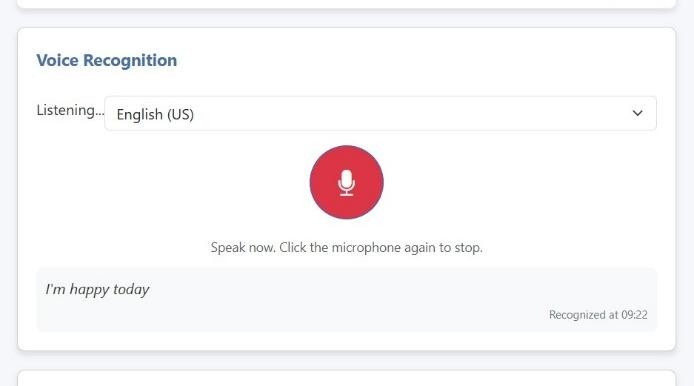 Voice Recognition
Listening... English (US)
Speak now. Click the microphone again to stop.
I'm happy today
Recognized at 09:22